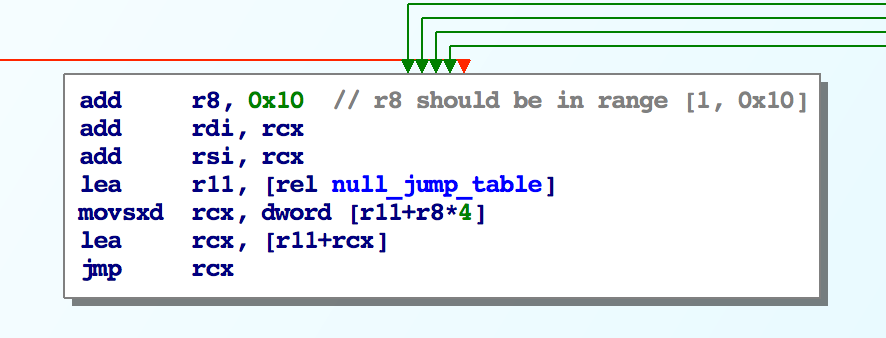 add r8, 0x10 // r8 should be in range [1, 0x10]
add rdi, rcx
add rsi, rcx
lea r11, [rel null_jump_table]
movsxd rcx, dword [r11+r8*4]
lea rcx, [r11+rcx]
jmp rcx